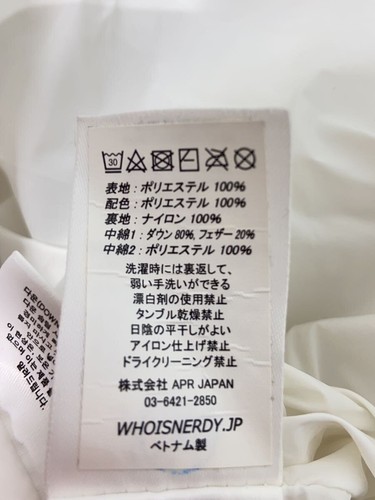 30
表地 : ポリエステル 100%
配色 : ポリエステル 100%
裏地 : ナイロン 100%
中綿1 : ダウン 80%, フェザー 20%
中綿2 : ポリエステル 100%
洗濯時には裏返して、
弱い手洗いができる
漂白剤の使用禁止
タンブル乾燥禁止
日陰の平干しがよい
アイロン仕上げ禁止
ドライクリーニング禁止
株式会社 APR JAPAN
03-6421-2850
WHOISNERDY.JP
ベトナム製